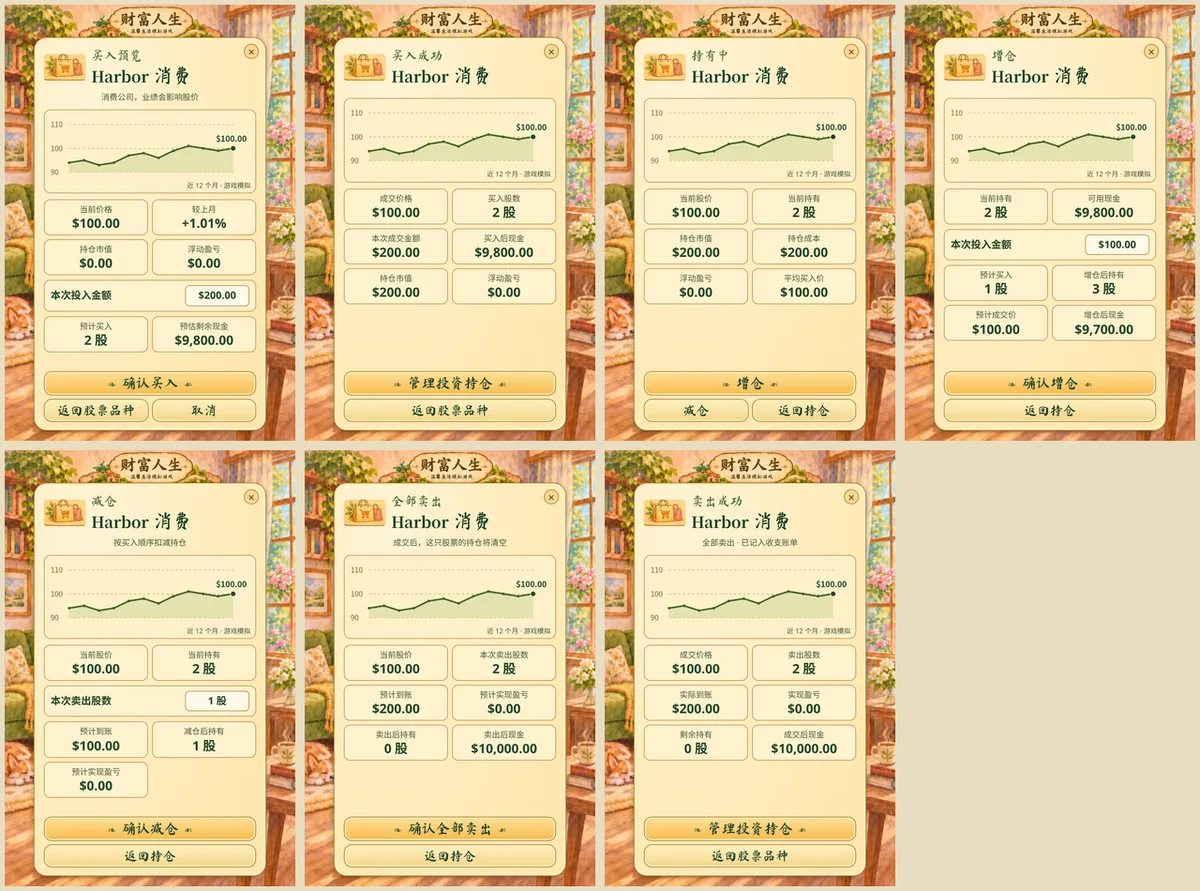 财富人生
温馨生活模拟游戏
买入预览
Harbor 消费
消费公司，业绩会影响股价
110
$100.00
100
90
近 12 个月 · 游戏模拟
当前价格 较上月
$100.00 +1.01%
持仓市值 浮动盈亏
$0.00 $0.00
本次投入金额 $200.00
预计买入 预估剩余现金
2 股 $9,800.00
确认买入
返回股票品种 取消
财富人生
温馨生活模拟游戏
买入成功
Harbor 消费
110
$100.00
100
90
近 12 个月 · 游戏模拟
成交价格 买入股数
$100.00 2 股
本次成交金额 买入后现金
$200.00 $9,800.00
持仓市值 浮动盈亏
$200.00 $0.00
管理投资持仓
返回股票品种
财富人生
温馨生活模拟游戏
持有中
Harbor 消费
110
$100.00
100
90
近 12 个月 · 游戏模拟
当前股价 当前持有
$100.00 2 股
持仓市值 持仓成本
$200.00 $200.00
浮动盈亏 平均买入价
$0.00 $100.00
增仓
减仓 返回持仓
财富人生
温馨生活模拟游戏
增仓
Harbor 消费
110
$100.00
100
90
近 12 个月 · 游戏模拟
当前持有 可用现金
2 股 $9,800.00
本次投入金额 $100.00
预计买入 增仓后持有
1 股 3 股
预计成交价 增仓后现金
$100.00 $9,700.00
确认增仓
返回持仓
财富人生
温馨生活模拟游戏
减仓
Harbor 消费
按买入顺序扣减持仓
110
$100.00
100
90
近 12 个月 · 游戏模拟
当前股价 当前持有
$100.00 2 股
本次卖出股数 1 股
预计到账 减仓后持有
$100.00 1 股
预计实现盈亏
$0.00
确认减仓
返回持仓
财富人生
温馨生活模拟游戏
全部卖出
Harbor 消费
成交后，这只股票的持仓将清空
110
$100.00
100
90
近 12 个月 · 游戏模拟
当前股价 本次卖出股数
$100.00 2 股
预计到账 预计实现盈亏
$200.00 $0.00
卖出后持有 卖出后现金
0 股 $10,000.00
确认全部卖出
返回持仓
财富人生
温馨生活模拟游戏
卖出成功
Harbor 消费
全部卖出 · 已记入收支账单
110
$100.00
100
90
近 12 个月 · 游戏模拟
成交价格 卖出股数
$100.00 2 股
实际到账 实现盈亏
$200.00 $0.00
剩余持有 成交后现金
0 股 $10,000.00
管理投资持仓
返回股票品种